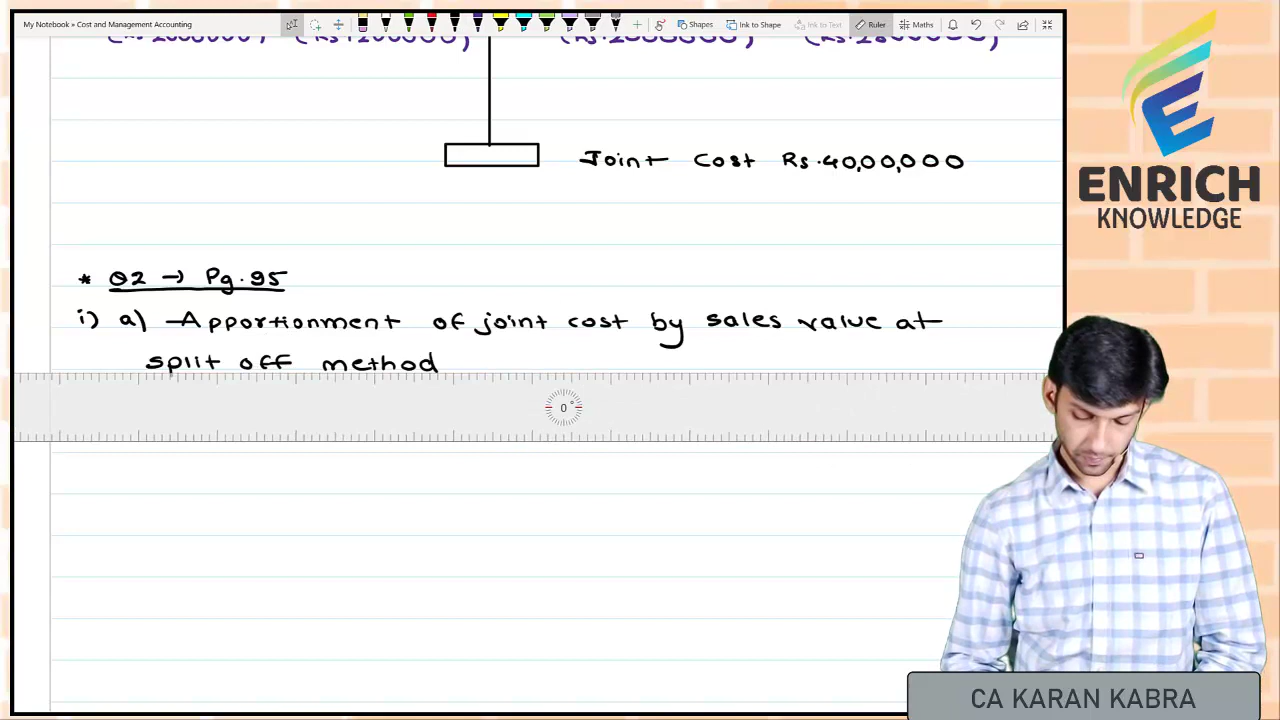 My Notebook » Cost and Management Accounting
Shapes
Ink to Shape
Ink to Text
Ruler
Maths
Joint Cost Rs.40,00,000
* Q2 → Pg.95
i) a) Apportionment of joint cost by sales value at
split off method
0°
ENRICH
KNOWLEDGE
CA KARAN KABRA